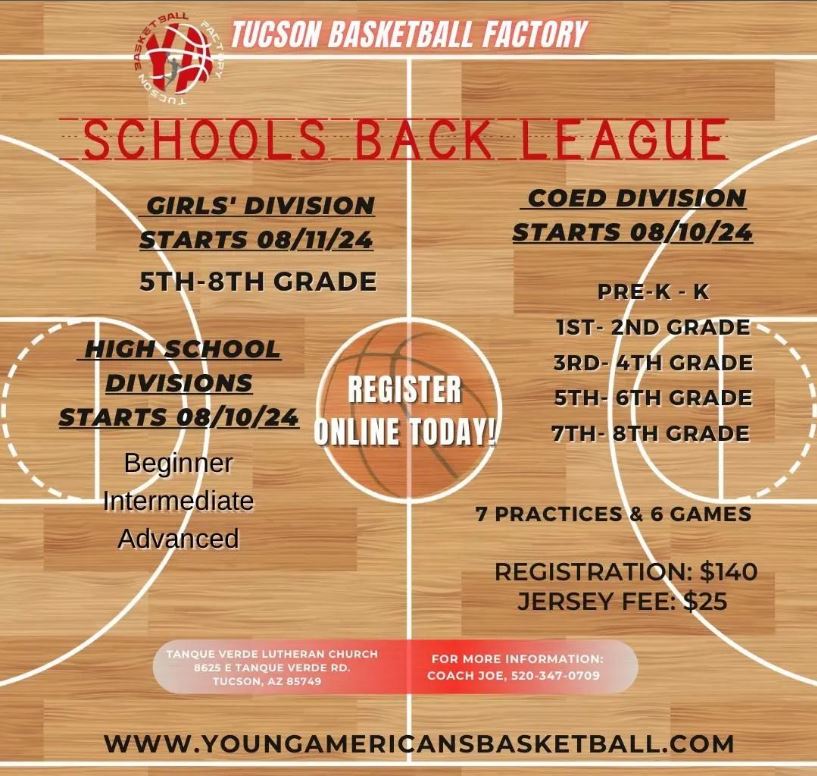 TUCSON BASKETBALL FACTORY
BASKETBALL FACTORY
YA
TUCSON
SCHOOLS BACK LEAGUE
GIRLS' DIVISION
STARTS 08/11/24
5TH-8TH GRADE
HIGH SCHOOL
DIVISIONS
STARTS 08/10/24
Beginner
Intermediate
Advanced
REGISTER
ONLINE TODAY!
COED DIVISION
STARTS 08/10/24
PRE-K - K
1ST- 2ND GRADE
3RD- 4TH GRADE
5TH- 6TH GRADE
7TH- 8TH GRADE
7 PRACTICES & 6 GAMES
REGISTRATION: $140
JERSEY FEE: $25
TANQUE VERDE LUTHERAN CHURCH
8625 E TANQUE VERDE RD.
TUCSON, AZ 85749
FOR MORE INFORMATION:
COACH JOE, 520-347-0709
WWW.YOUNGAMERICANSBASKETBALL.COM